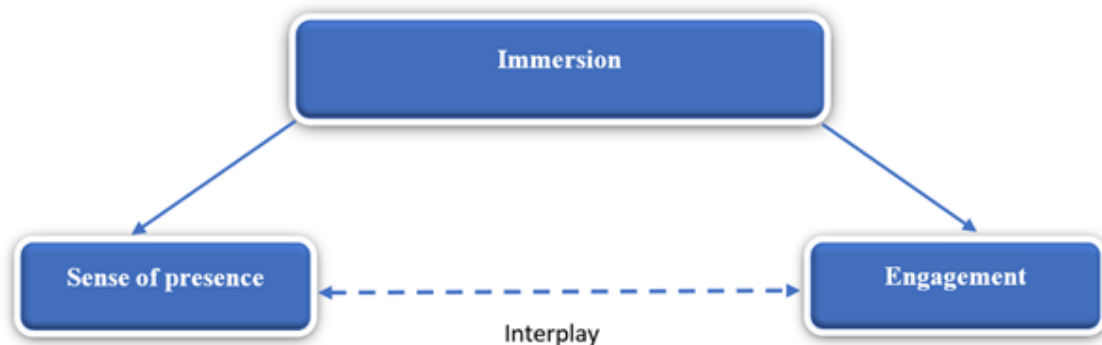 Immersion
Sense of presence
Engagement
Interplay